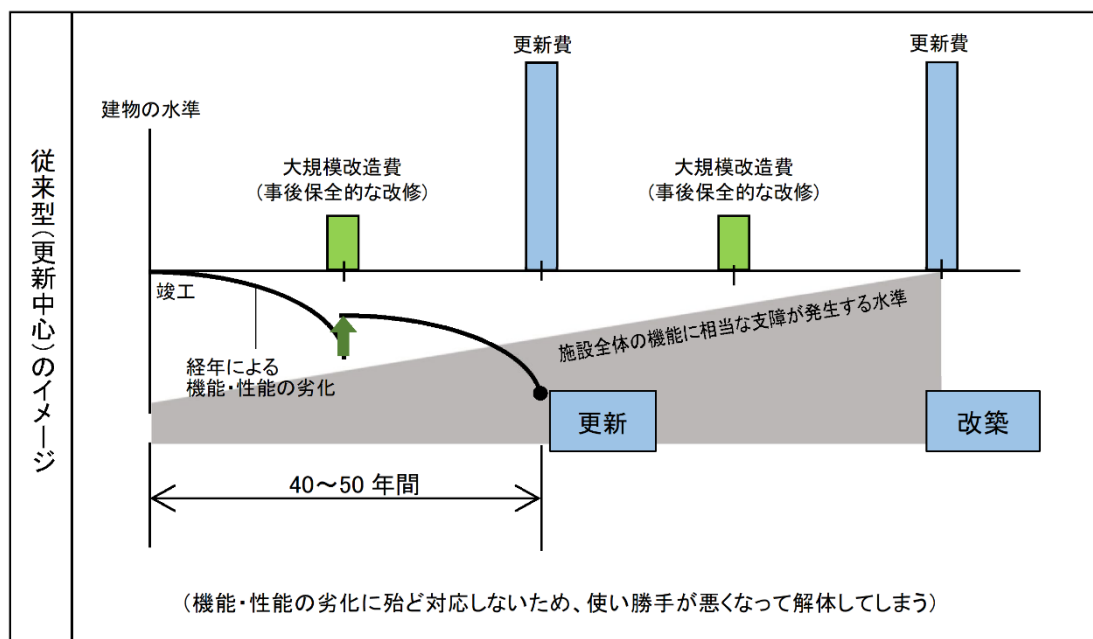 従来型(更新中心)のイメージ
更新費
更新費
建物の水準
大規模改造費
(事後保全的な改修)
大規模改造費
(事後保全的な改修)
竣工
施設全体の機能に相当な支障が発生する水準
経年による
機能・性能の劣化
更新
改築
40～50 年間
(機能・性能の劣化に殆ど対応しないため、使い勝手が悪くなって解体してしまう)